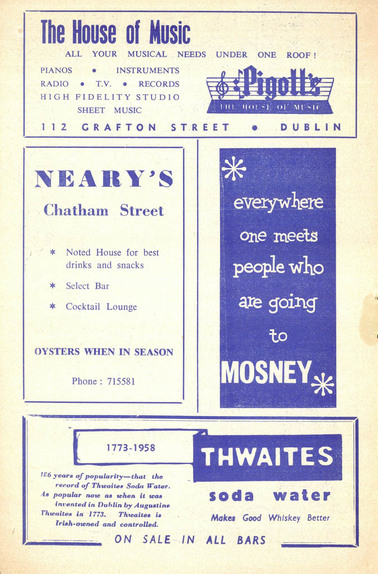 The House of Music
ALL YOUR MUSICAL NEEDS UNDER ONE ROOF!
PIANOS • INSTRUMENTS
RADIO • T.V. • RECORDS
HIGH FIDELITY STUDIO
SHEET MUSIC
Pigott's
THE HOUSE OF MUSIC
112 GRAFTON STREET • DUBLIN
NEARY'S
Chatham Street
* Noted House for best
drinks and snacks
* Select Bar
* Cocktail Lounge
OYSTERS WHEN IN SEASON
Phone : 715581
everywhere
one meets
people who
are going
to
MOSNEY
1773-1958
186 years of popularity—that the
record of Thwaites Soda Water.
As popular now as when it was
invented in Dublin by Augustine
Thwaites in 1773. Thwaites is
Irish-owned and controlled.
THWAITES
soda water
Makes Good Whiskey Better
ON SALE IN ALL BARS